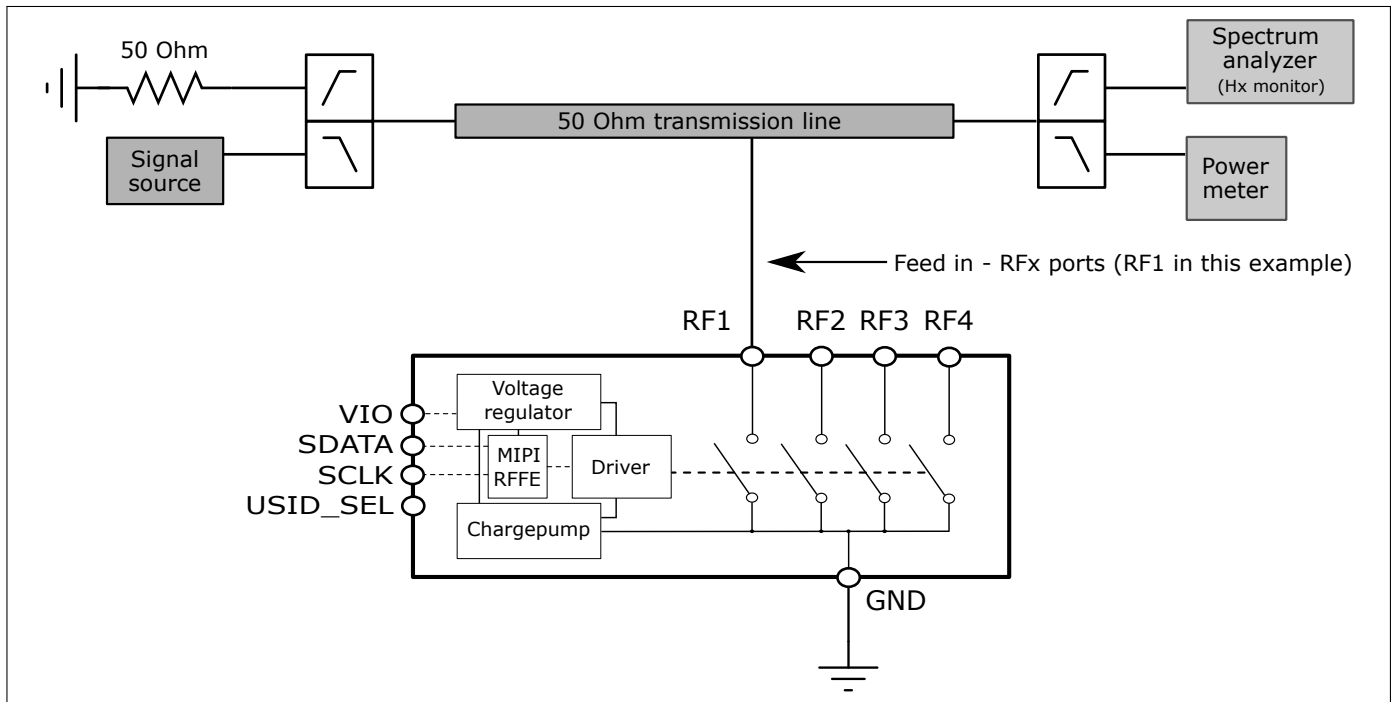 50 Ohm
Signal
source
50 Ohm transmission line
Spectrum
analyzer
(Hx monitor)
Power
meter
Feed in - RFx ports (RF1 in this example)
RF1
RF2
RF3
RF4
VIO
SDATA
SCLK
USID_SEL
Voltage
regulator
MIPI
RFFE
Driver
Chargepump
GND